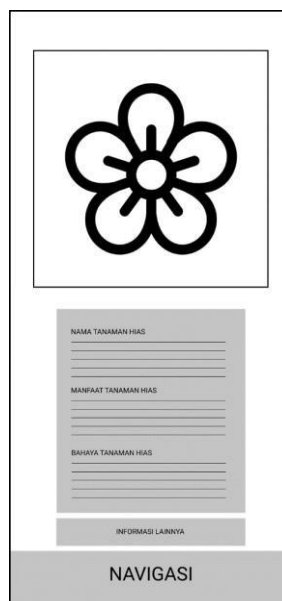 NAMA TANAMAN HIAS
MANFAAT TANAMAN HIAS
BAHAYA TANAMAN HIAS
INFORMASI LAINNYA
NAVIGASI